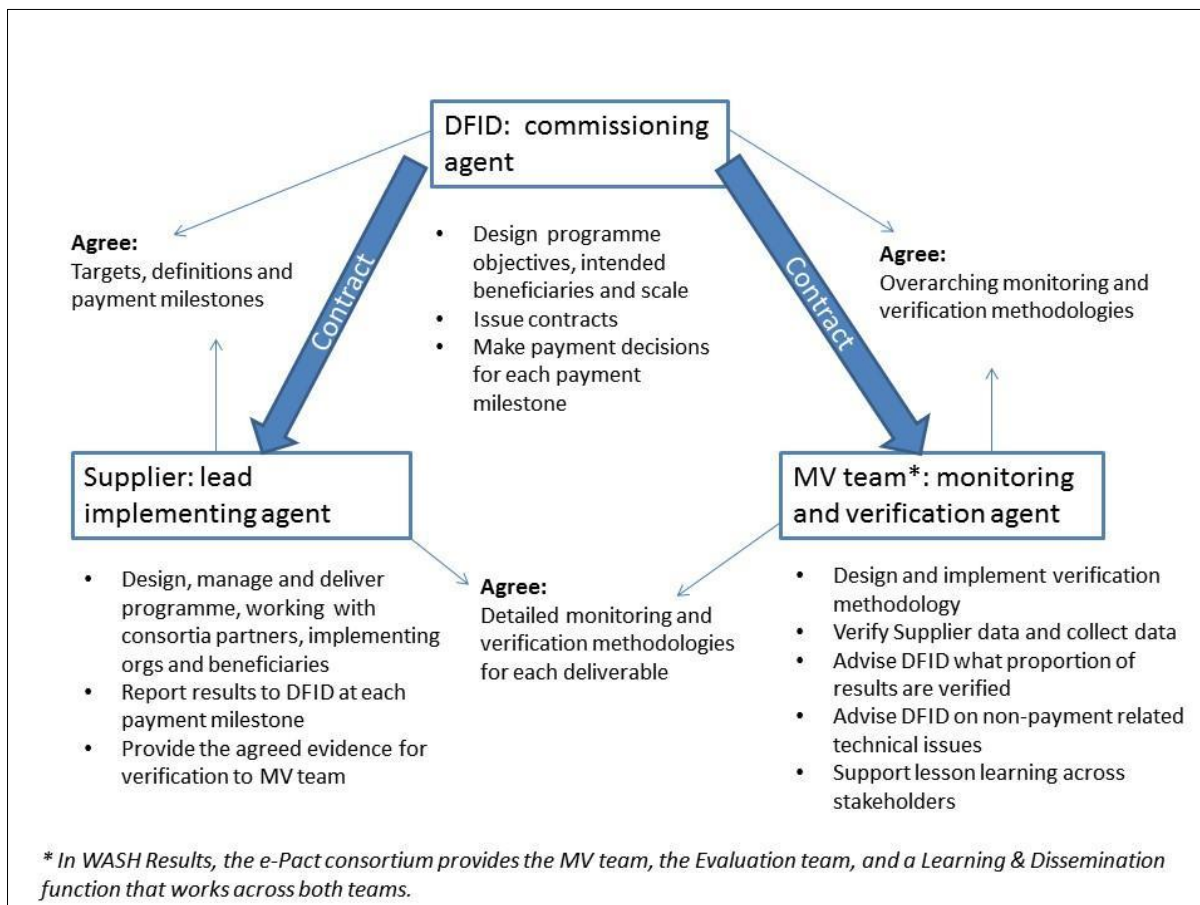 DFID: commissioning
agent
Agree:
Targets, definitions and
payment milestones
Contract
• Design programme
objectives, intended
beneficiaries and scale
• Issue contracts
• Make payment decisions
for each payment
milestone
Contract
Agree:
Overarching monitoring and
verification methodologies
Supplier: lead
implementing agent
• Design, manage and deliver
programme, working with
consortia partners, implementing
orgs and beneficiaries
• Report results to DFID at each
payment milestone
• Provide the agreed evidence for
verification to MV team
Agree:
Detailed monitoring and
verification methodologies
for each deliverable
MV team*: monitoring
and verification agent
• Design and implement verification
methodology
• Verify Supplier data and collect data
• Advise DFID what proportion of
results are verified
• Advise DFID on non-payment related
technical issues
• Support lesson learning across
stakeholders
* In WASH Results, the e-Pact consortium provides the MV team, the Evaluation team, and a Learning & Dissemination
function that works across both teams.